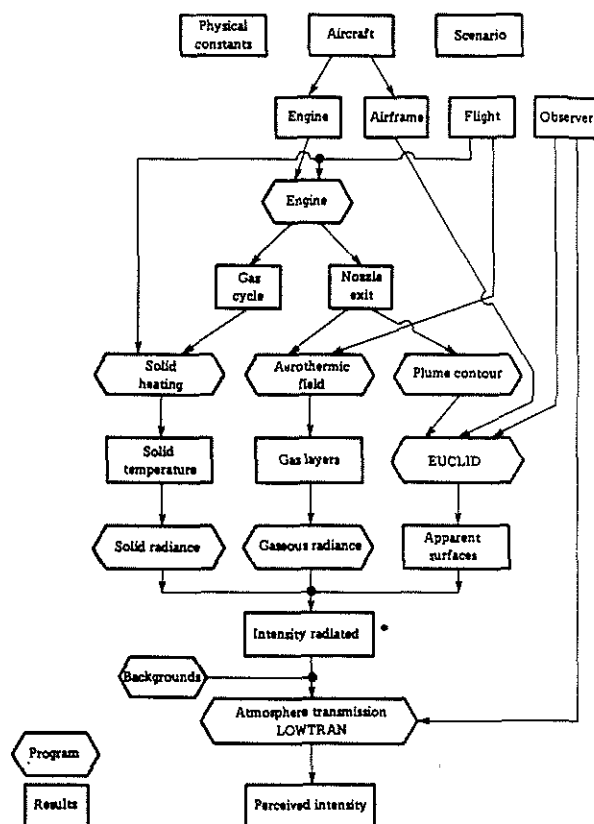 Physical
constants
Aircraft
Scenario
Engine
Airframe
Flight
Observer
Engine
Gas
cycle
Nozzle
exit
Solid
heating
Aerothermic
field
Plume contour
Solid
temperature
Gas layers
EUCLID
Solid radiance
Gaseous radiance
Apparent
surfaces
Intensity radiated
Backgrounds
Atmosphere transmission
LOWTRAN
Program
Results
Perceived intensity